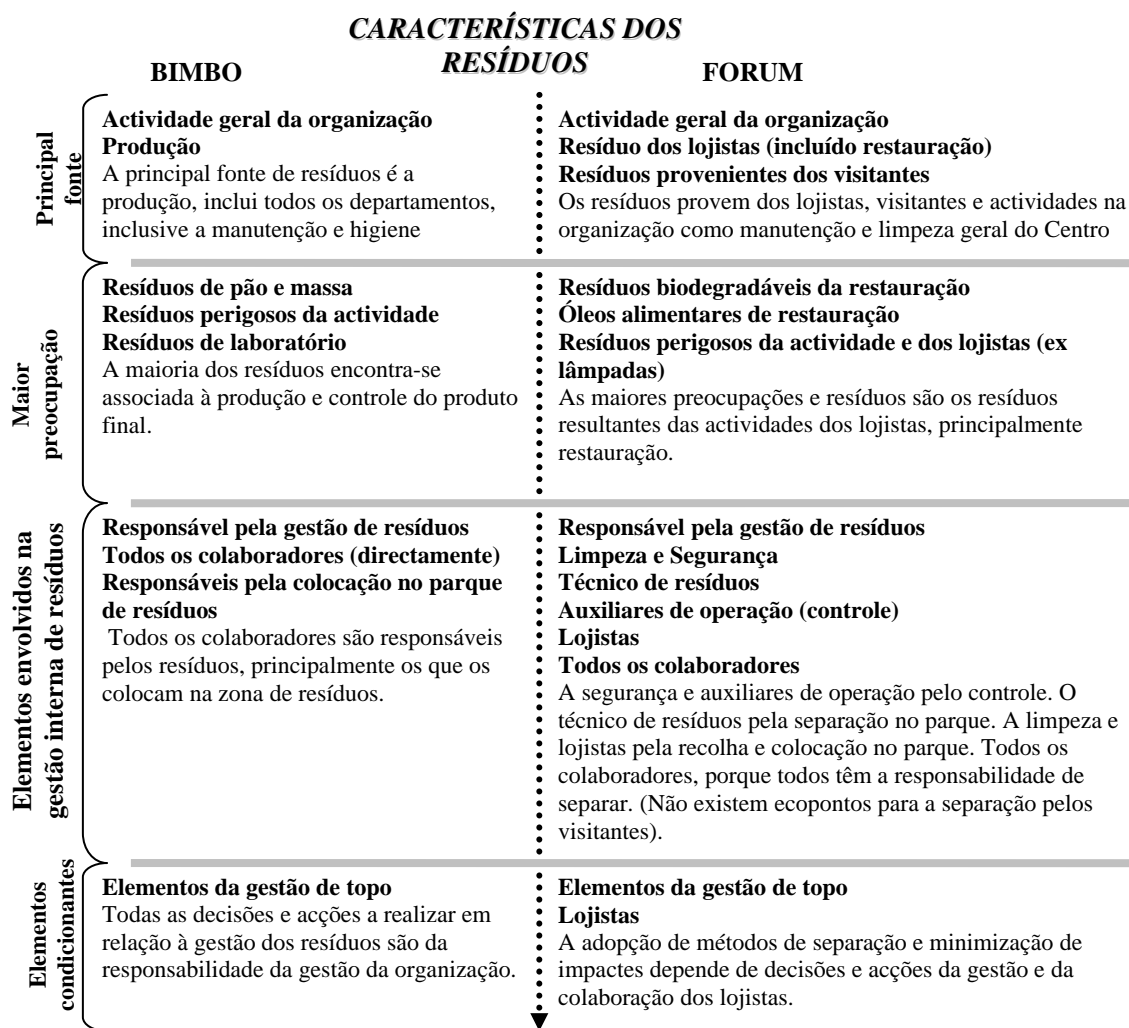 CARACTERÍSTICAS DOS
RESÍDUOS
BIMBO
FORUM
Principal
fonte
Actividade geral da organização
Produção
A principal fonte de resíduos é a
produção, inclui todos os departamentos,
inclusive a manutenção e higiene
Actividade geral da organização
Resíduo dos lojistas (incluído restauração)
Resíduos provenientes dos visitantes
Os resíduos provem dos lojistas, visitantes e actividades na
organização como manutenção e limpeza geral do Centro
Maior
preocupação
Resíduos de pão e massa
Resíduos perigosos da actividade
Resíduos de laboratório
A maioria dos resíduos encontra-se
associada à produção e controle do produto
final.
Resíduos biodegradáveis da restauração
Óleos alimentares de restauração
Resíduos perigosos da actividade e dos lojistas (ex
lâmpadas)
As maiores preocupações e resíduos são os resíduos
resultantes das actividades dos lojistas, principalmente
restauração.
Elementos envolvidos na
gestão interna de resíduos
Responsável pela gestão de resíduos
Todos os colaboradores (directamente)
Responsáveis pela colocação no parque
de resíduos
Todos os colaboradores são responsáveis
pelos resíduos, principalmente os que os
colocam na zona de resíduos.
Responsável pela gestão de resíduos
Limpeza e Segurança
Técnico de resíduos
Auxiliares de operação (controle)
Lojistas
Todos os colaboradores
A segurança e auxiliares de operação pelo controle. O
técnico de resíduos pela separação no parque. A limpeza e
lojistas pela recolha e colocação no parque. Todos os
colaboradores, porque todos têm a responsabilidade de
separar. (Não existem ecopontos para a separação pelos
visitantes).
Elementos
condicionantes
Elementos da gestão de topo
Todas as decisões e acções a realizar em
relação à gestão dos resíduos são da
responsabilidade da gestão da organização.
Elementos da gestão de topo
Lojistas
A adopção de métodos de separação e minimização de
impactes depende de decisões e acções da gestão e da
colaboração dos lojistas.